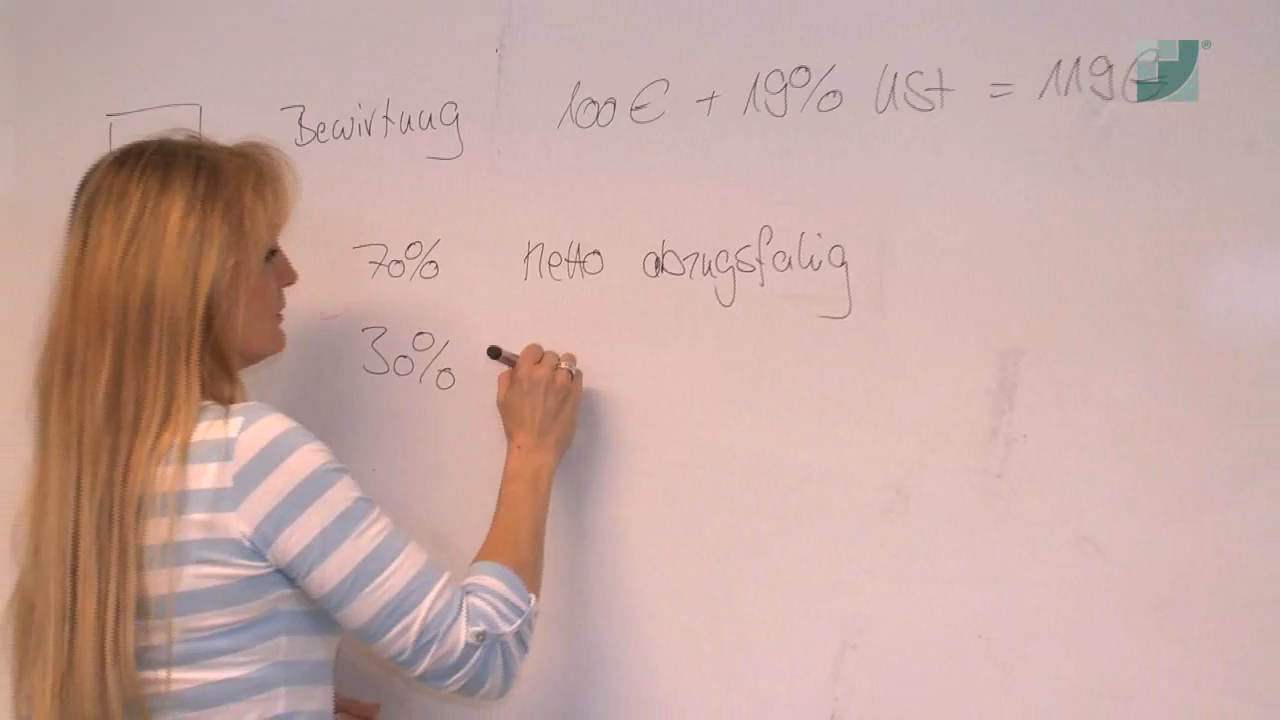 Bewirtung 100€ + 19% USt = 119€
70% netto abzugsfähig
30%